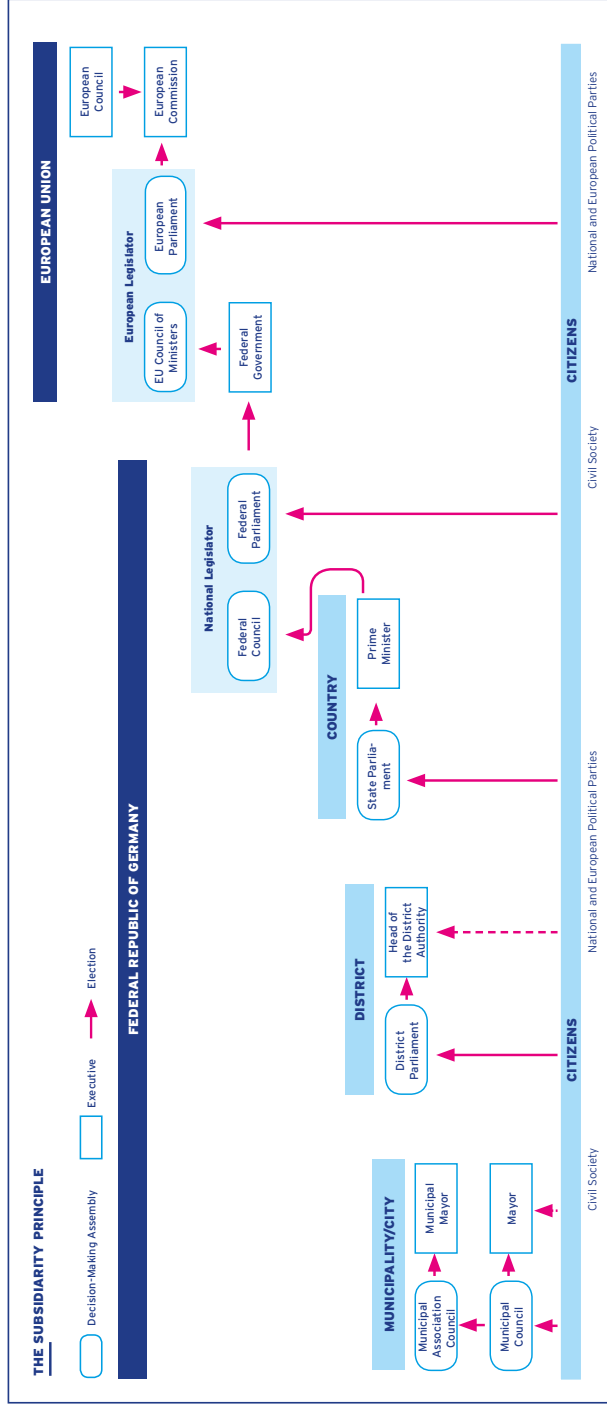 THE SUBSIDIARITY PRINCIPLE
Decision-Making Assembly
Executive
Election
EUROPEAN UNION
FEDERAL REPUBLIC OF GERMANY
European
Council
European
Commission
European Legislator
EU Council of
Ministers
European
Parliament
Federal
Government
National Legislator
Federal
Council
Federal
Parliament
COUNTRY
State Parlia-
ment
Prime
Minister
DISTRICT
District
Parliament
Head of
the District
Authority
MUNICIPALITY/CITY
Municipal
Association
Council
Municipal
Mayor
Municipal
Council
Mayor
CITIZENS
CITIZENS
Civil Society
National and European Political Parties
Civil Society
National and European Political Parties